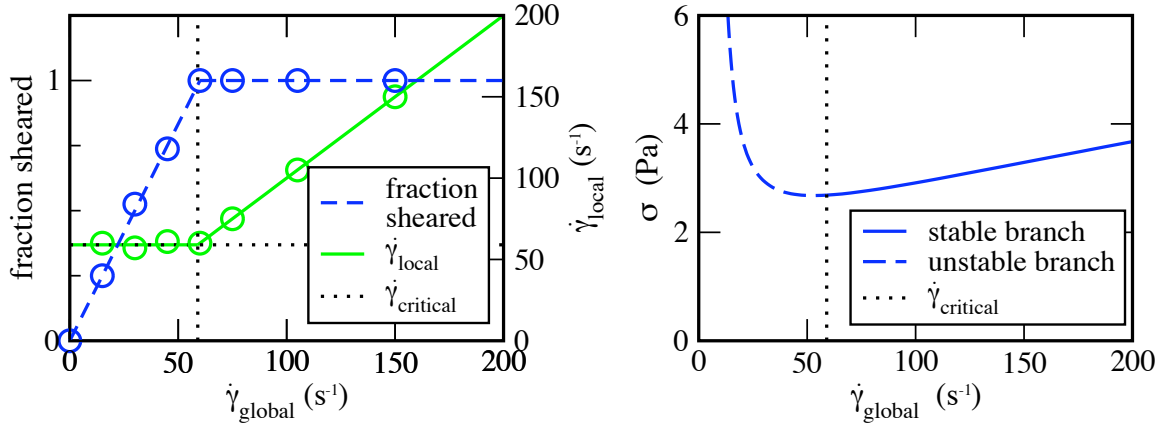 fraction sheared
1
0
0
50
100
150
200
γ̇global (s-1)
200
150
100
50
0
γ̇local (s-1)
fraction
sheared
γ̇local
γ̇critical
σ (Pa)
6
4
2
0
0
50
100
150
200
γ̇global (s-1)
stable branch
unstable branch
γ̇critical